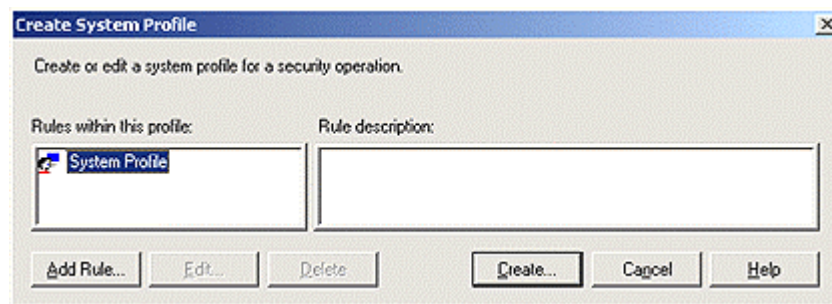 Create System Profile
Create or edit a system profile for a security operation.
Rules within this profile: Rule description:
System Profile
Add Rule... Edit... Delete Create... Cancel Help